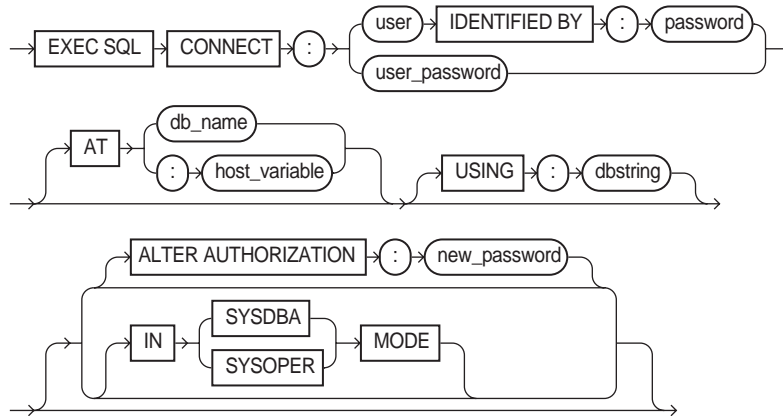 EXEC SQL CONNECT : user IDENTIFIED BY : password
user_password
AT db_name
: host_variable
USING : dbstring
ALTER AUTHORIZATION : new_password
IN SYSDBA MODE
SYSOPER